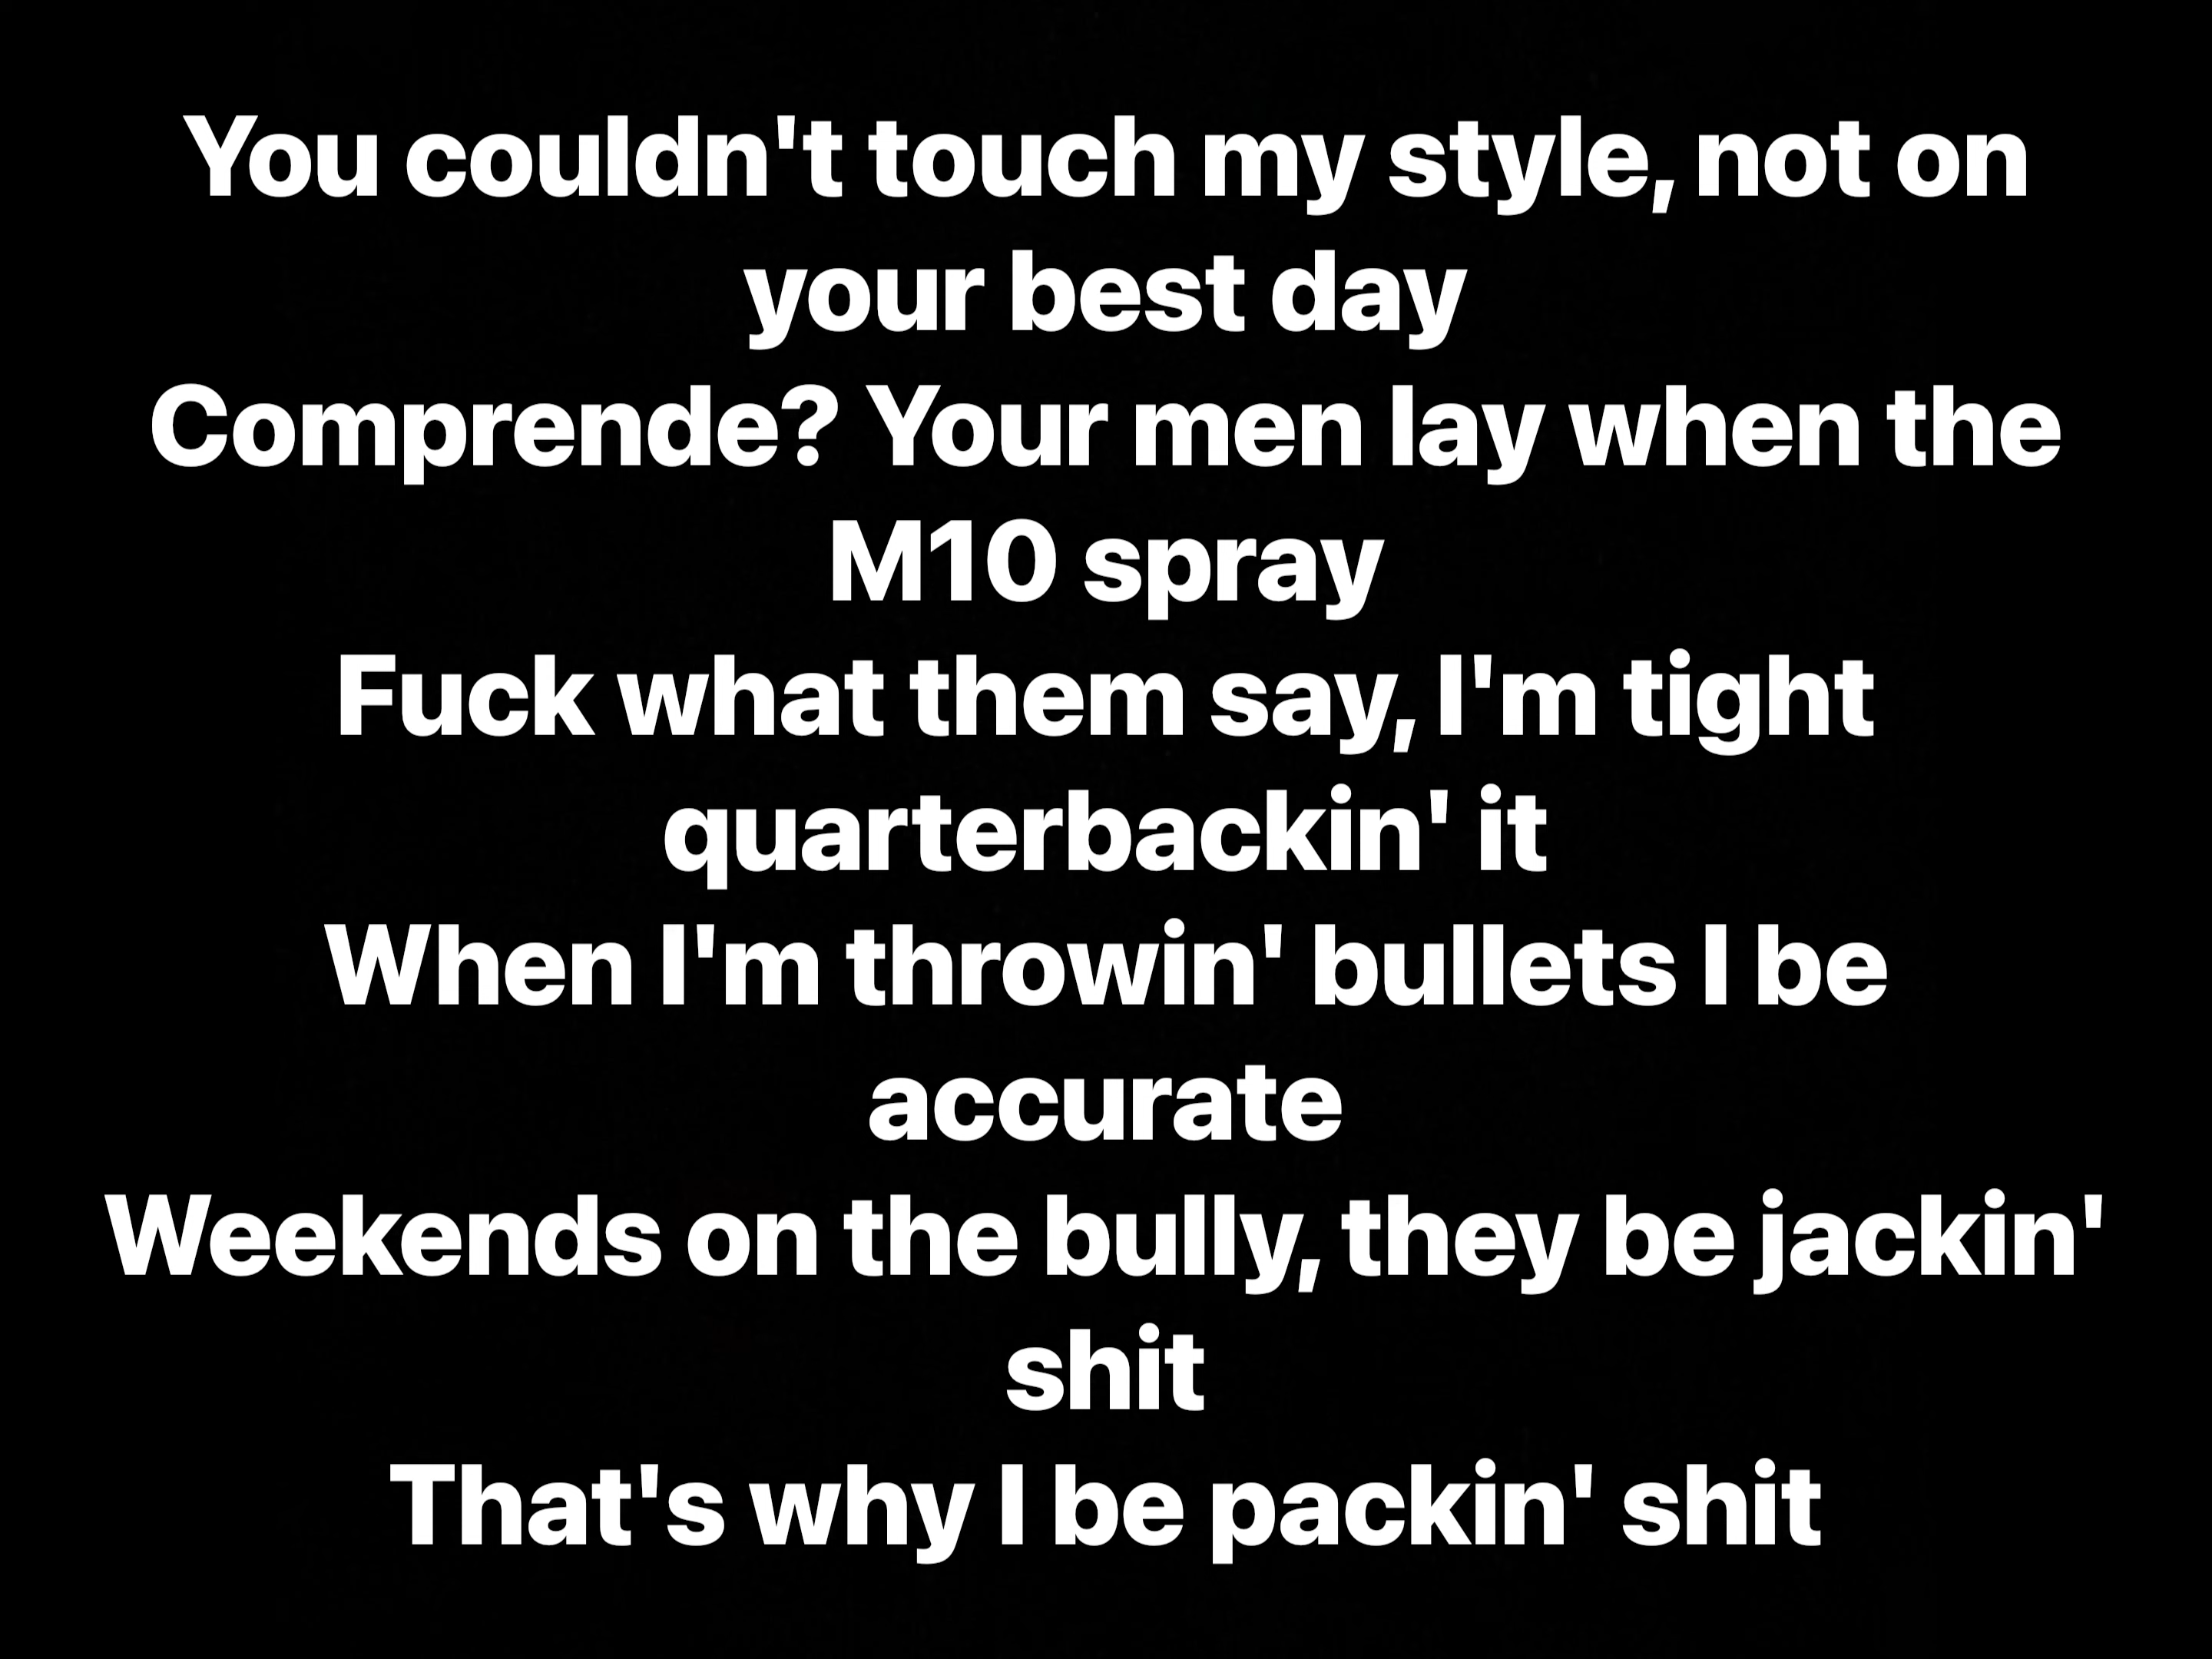 You couldn't touch my style, not on
your best day
Comprende? Your men lay when the
M10 spray
Fuck what them say, I'm tight
quarterbackin' it
When I'm throwin' bullets I be
accurate
Weekends on the bully, they be jackin'
shit
That's why I be packin' shit